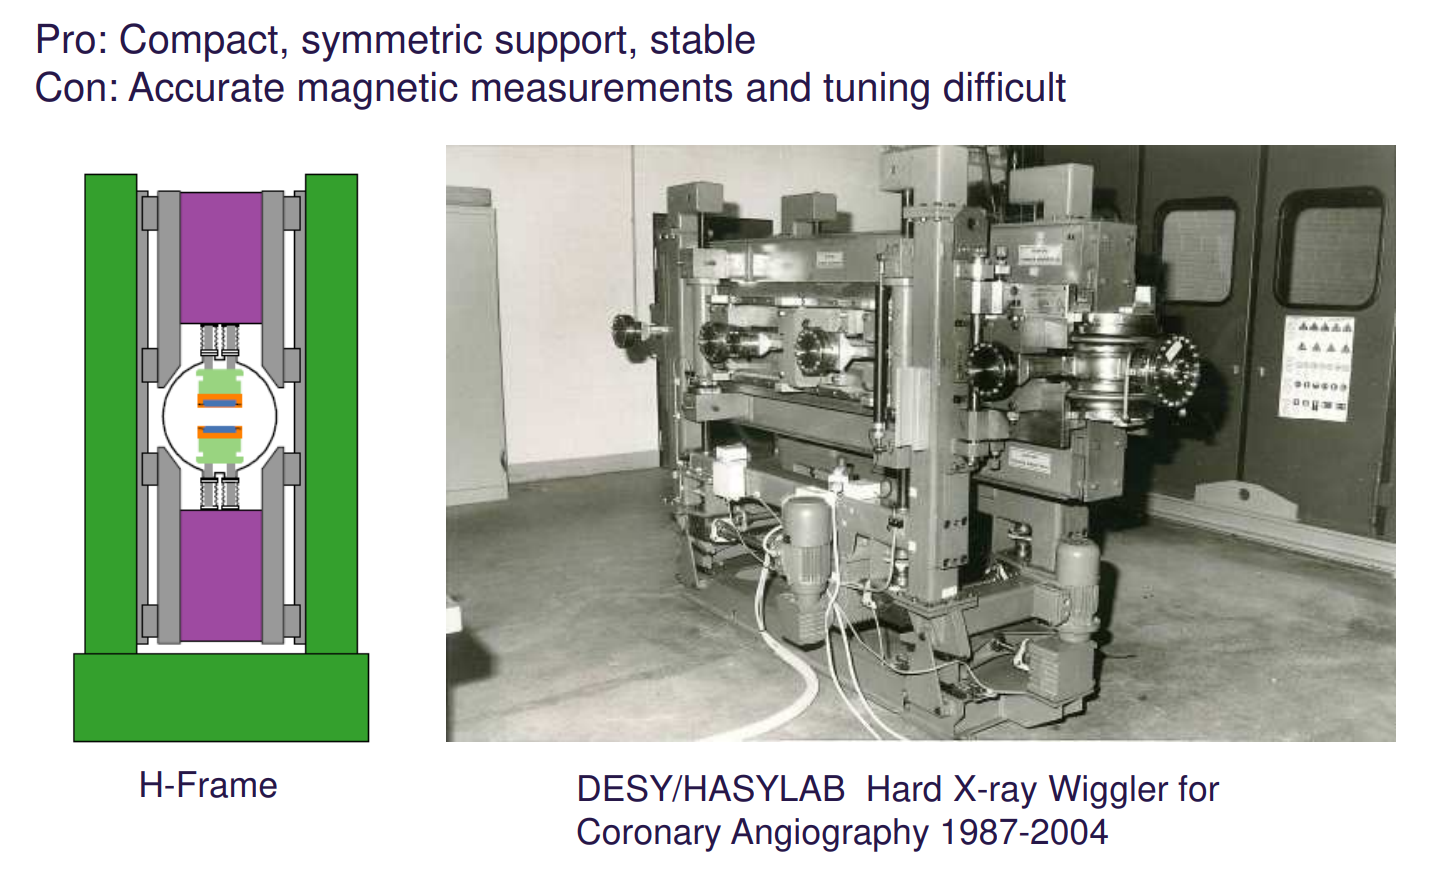 Pro: Compact, symmetric support, stable
Con: Accurate magnetic measurements and tuning difficult
H-Frame
DESY/HASYLAB  Hard X-ray Wiggler for
Coronary Angiography 1987-2004